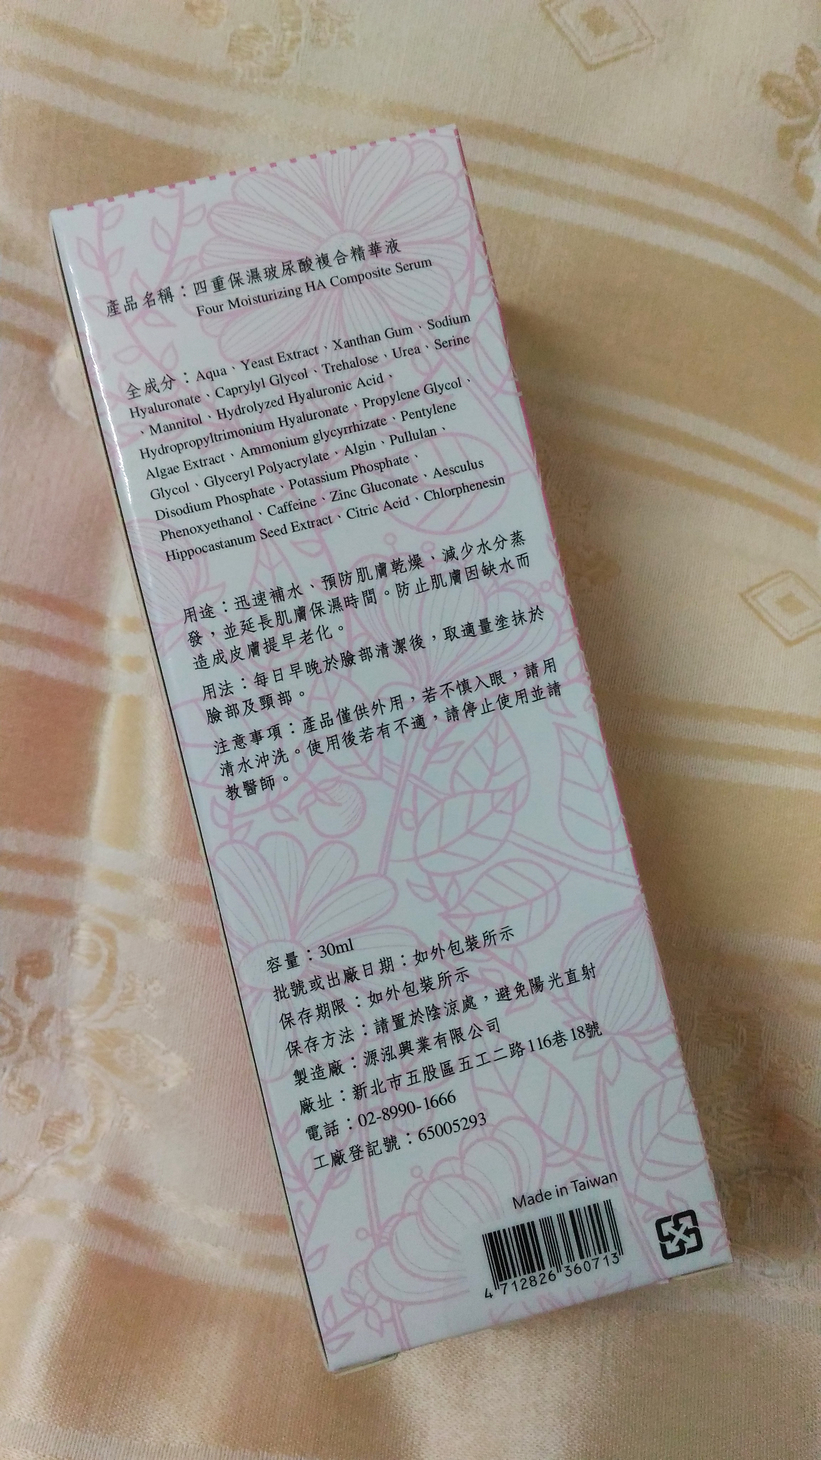 產品名稱：四重保濕玻尿酸複合精華液
Four Moisturizing HA Composite Serum
全成分：Aqua、Yeast Extract、Xanthan Gum、Sodium
Hyaluronate、Caprylyl Glycol、Trehalose、Urea、Serine
、Mannitol、Hydrolyzed Hyaluronic Acid、
Hydropropyltrimonium Hyaluronate、Propylene Glycol、
Algae Extract、Ammonium glycyrrhizate、Pentylene
Glycol、Glyceryl Polyacrylate、Algin、Pullulan、
Disodium Phosphate、Potassium Phosphate、
Phenoxyethanol、Caffeine、Zinc Gluconate、Aesculus
Hippocastanum Seed Extract、Citric Acid、Chlorphenesin
用途：迅速補水、預防肌膚乾燥、減少水分蒸
發，並延長肌膚保濕時間。防止肌膚因缺水而
造成皮膚提早老化。
用法：每日早晚於臉部清潔後，取適量塗抹於
臉部及頸部。
注意事項：產品僅供外用，若不慎入眼，請用
清水沖洗。使用後若有不適，請停止使用並請
教醫師。
容量：30ml
批號或出廠日期：如外包裝所示
保存期限：如外包裝所示
保存方法：請置於陰涼處，避免陽光直射
製造廠：源泓興業有限公司
廠址：新北市五股區五工二路116巷18號
電話：02-8990-1666
工廠登記號：65005293
Made in Taiwan
4 712826 360713